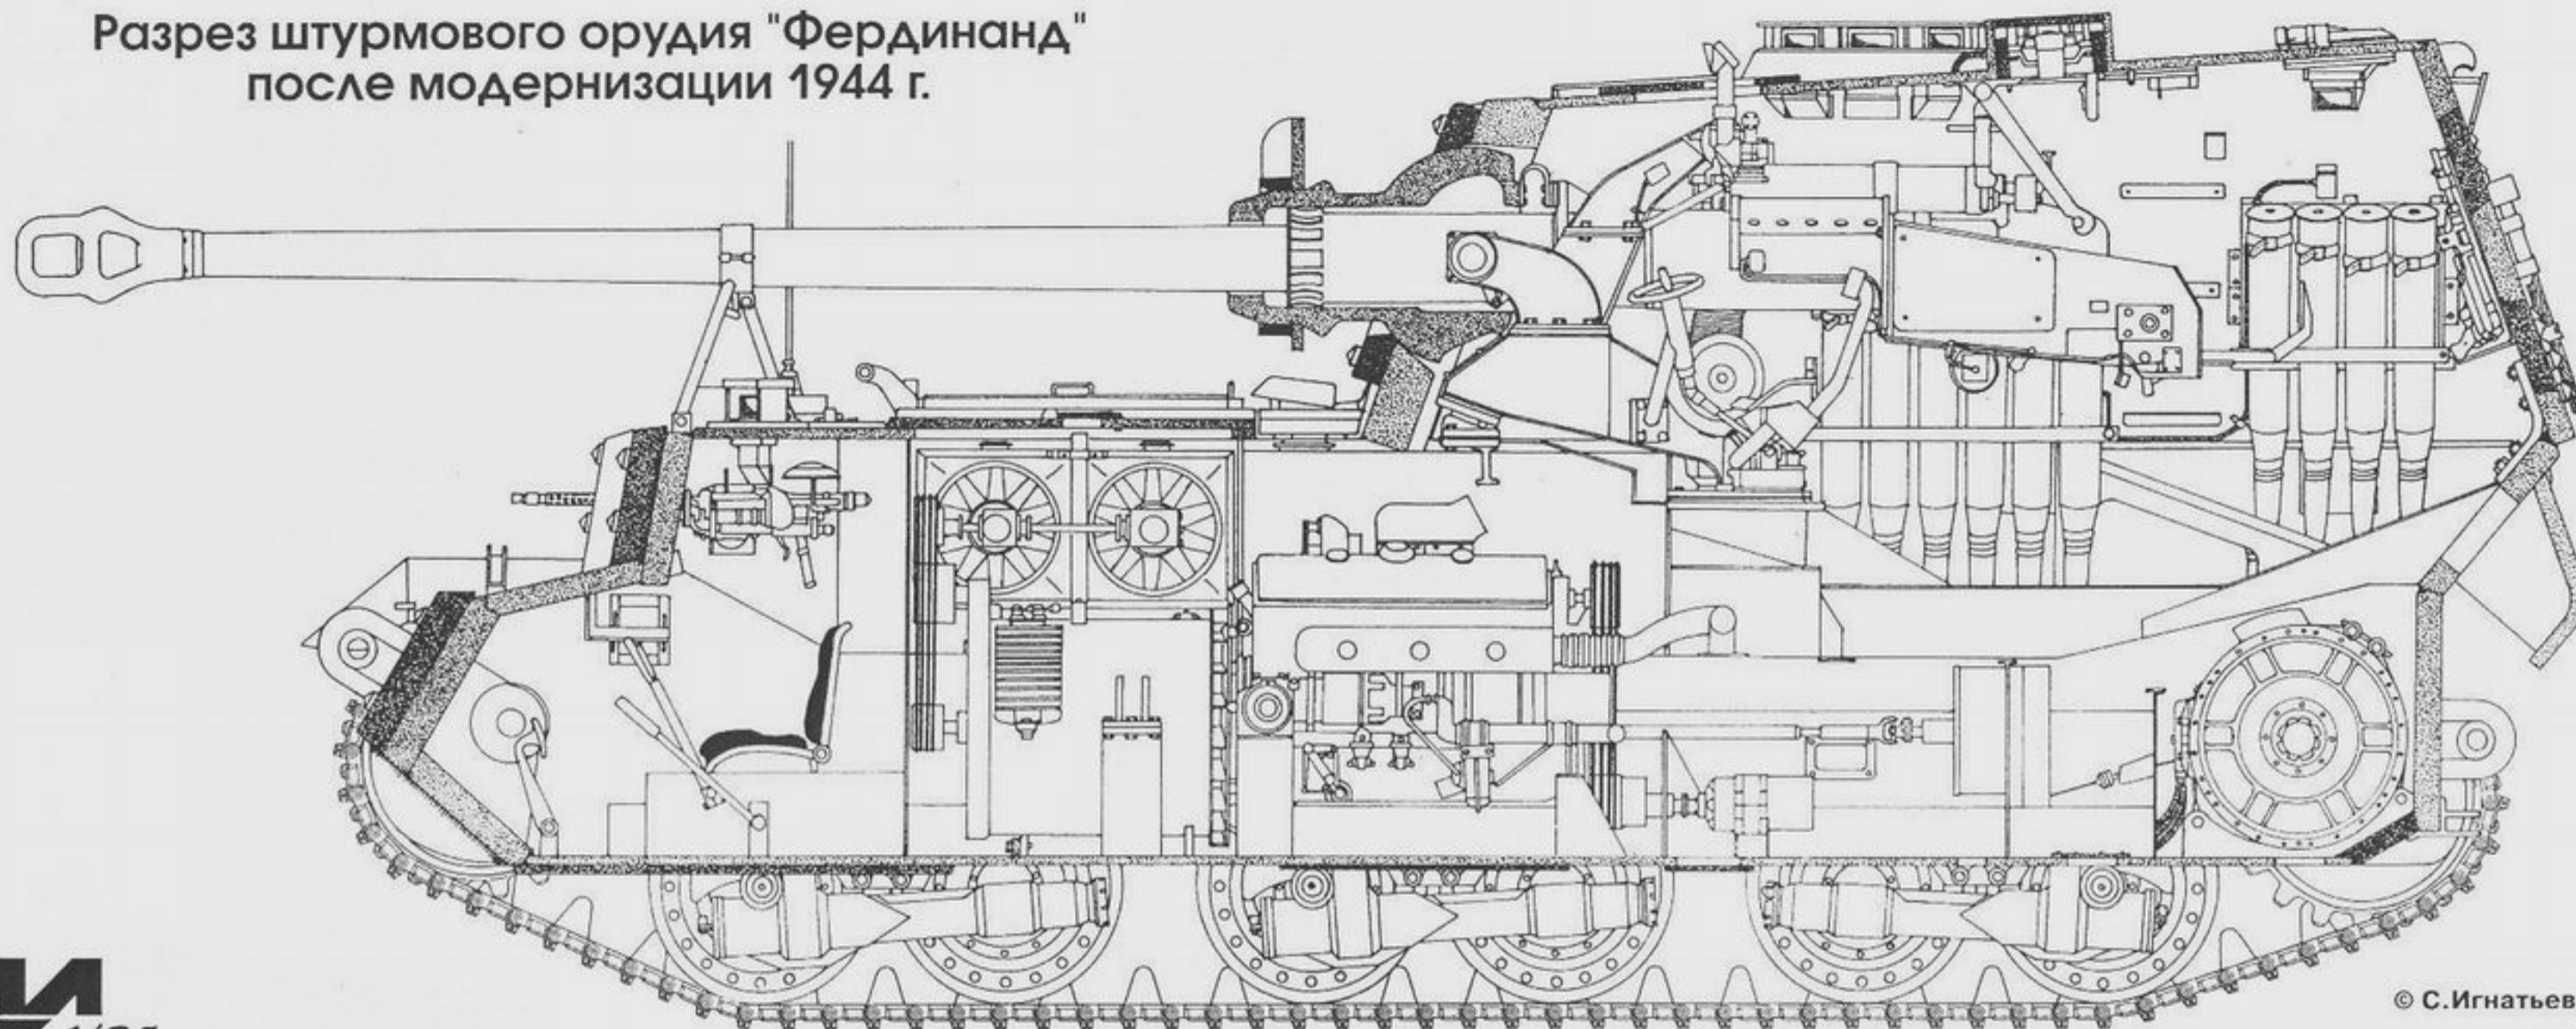 Разрез штурмового орудия "Фердинанд"
после модернизации 1944 г.
© С.Игнатьев